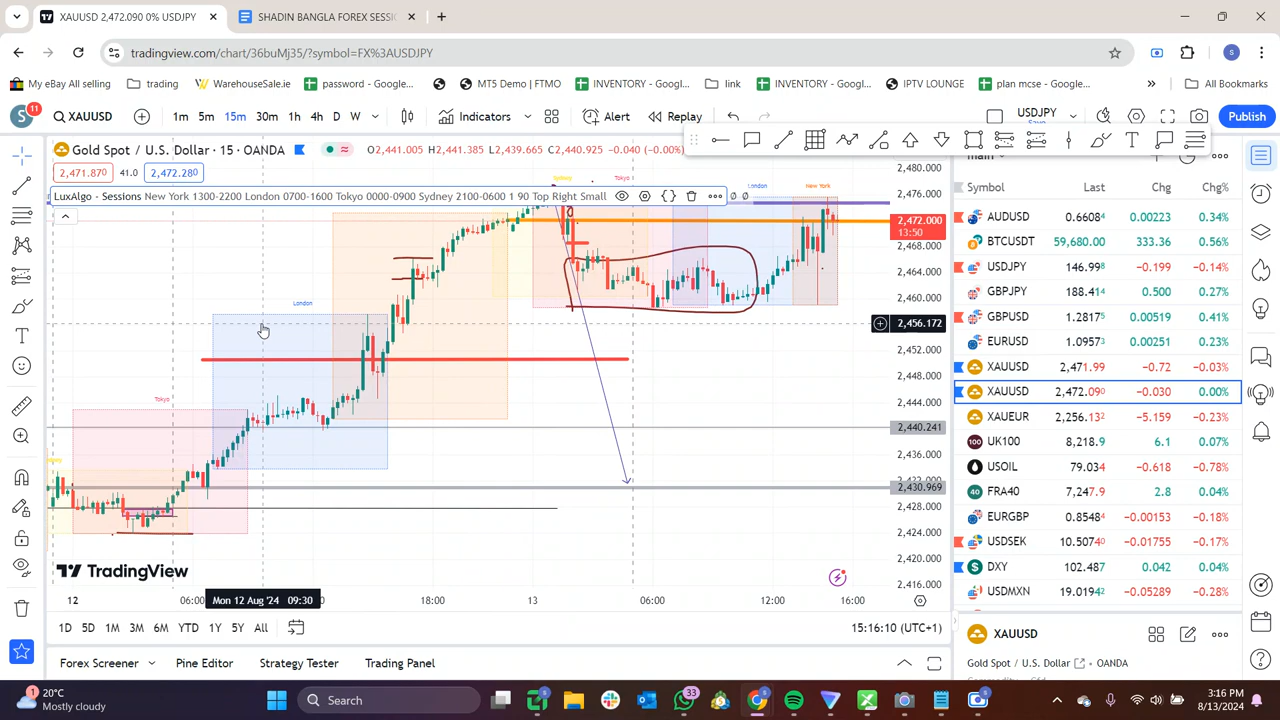 XAUUSD 2,472.090 0% USDJPY
SHADIN BANGLA FOREX SESSI
tradingview.com/chart/36buMj35/?symbol=FX%3AUSDJPY
My eBay All selling
trading
WarehouseSale.ie
password - Google...
MT5 Demo | FTMO
INVENTORY - Googl...
link
INVENTORY - Googl...
IPTV LOUNGE
plan mcse - Google...
All Bookmarks
S 11 XAUUSD 1m 5m 15m 30m 1h 4h D W Indicators Alert Replay USDJPY Save Publish
Gold Spot / U.S. Dollar · 15 · OANDA O2,441.005 H2,441.385 L2,439.665 C2,440.925 -0.040 (-0.00%)
2,471.870 41.0 2,472.280
LuxAlgo - Sessions New York 1300-2200 London 0700-1600 Tokyo 0000-0900 Sydney 2100-0600 1 90 Top Right Small
Sydney
Tokyo
London
New York
London
Tokyo
2,480.000
2,476.000
2,472.000
13:50
2,468.000
2,464.000
2,460.000
2,456.172
2,452.000
2,448.000
2,444.000
2,440.241
2,436.000
2,430.969
2,428.000
2,424.000
2,420.000
2,416.000
TradingView
12 06:00 Mon 12 Aug '24 09:30 18:00 13 06:00 12:00 16:00
1D 5D 1M 3M 6M YTD 1Y 5Y All
15:16:10 (UTC+1)
Forex Screener Pine Editor Strategy Tester Trading Panel
main
Symbol Last Chg Chg%
AUDUSD 0.66084 0.00223 0.34%
BTCUSDT 59,680.00 333.36 0.56%
USDJPY 146.998 -0.199 -0.14%
GBPJPY 188.414 0.500 0.27%
GBPUSD 1.28175 0.00519 0.41%
EURUSD 1.09573 0.00251 0.23%
XAUUSD 2,471.99 -0.72 -0.03%
XAUUSD 2,472.090 -0.030 0.00%
XAUEUR 2,256.132 -5.159 -0.23%
UK100 8,218.9 6.1 0.07%
USOIL 79.034 -0.618 -0.78%
FRA40 7,247.9 2.8 0.04%
EURGBP 0.85484 -0.00153 -0.18%
USDSEK 10.50740 -0.01755 -0.17%
DXY 102.487 0.042 0.04%
USDMXN 19.01942 -0.05289 -0.28%
XAUUSD
Gold Spot / U.S. Dollar OANDA
20°C
Mostly cloudy
Search
33
3:16 PM
8/13/2024